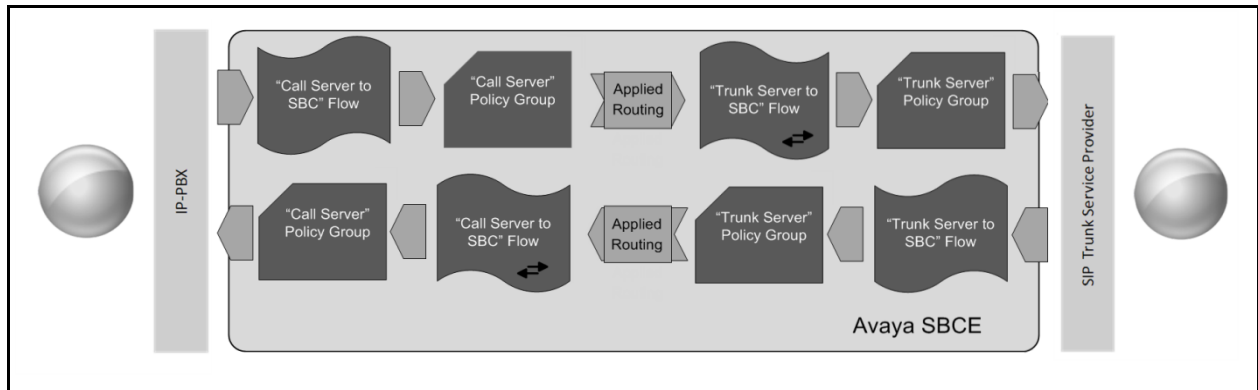 IP-PBX
“Call Server to
SBC” Flow
“Call Server”
Policy Group
Applied
Routing
“Trunk Server to
SBC” Flow
“Trunk Server”
Policy Group
“Call Server”
Policy Group
“Call Server to
SBC” Flow
Applied
Routing
“Trunk Server”
Policy Group
“Trunk Server to
SBC” Flow
Avaya SBCE
SIP Trunk Service Provider